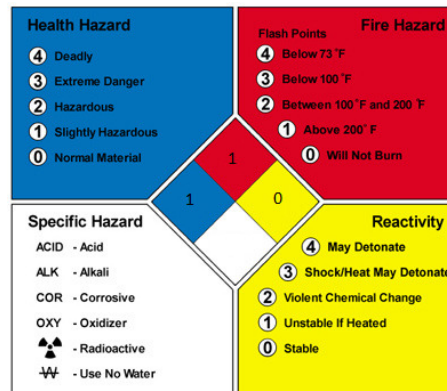 Health Hazard
4 Deadly
3 Extreme Danger
2 Hazardous
1 Slightly Hazardous
0 Normal Material
Fire Hazard
Flash Points
4 Below 73 °F
3 Below 100 °F
2 Between 100°F and 200 °F
1 Above 200° F
0 Will Not Burn
1
1
0
Specific Hazard
ACID - Acid
ALK - Alkali
COR - Corrosive
OXY - Oxidizer
- Radioactive
W - Use No Water
Reactivity
4 May Detonate
3 Shock/Heat May Detonate
2 Violent Chemical Change
1 Unstable If Heated
0 Stable